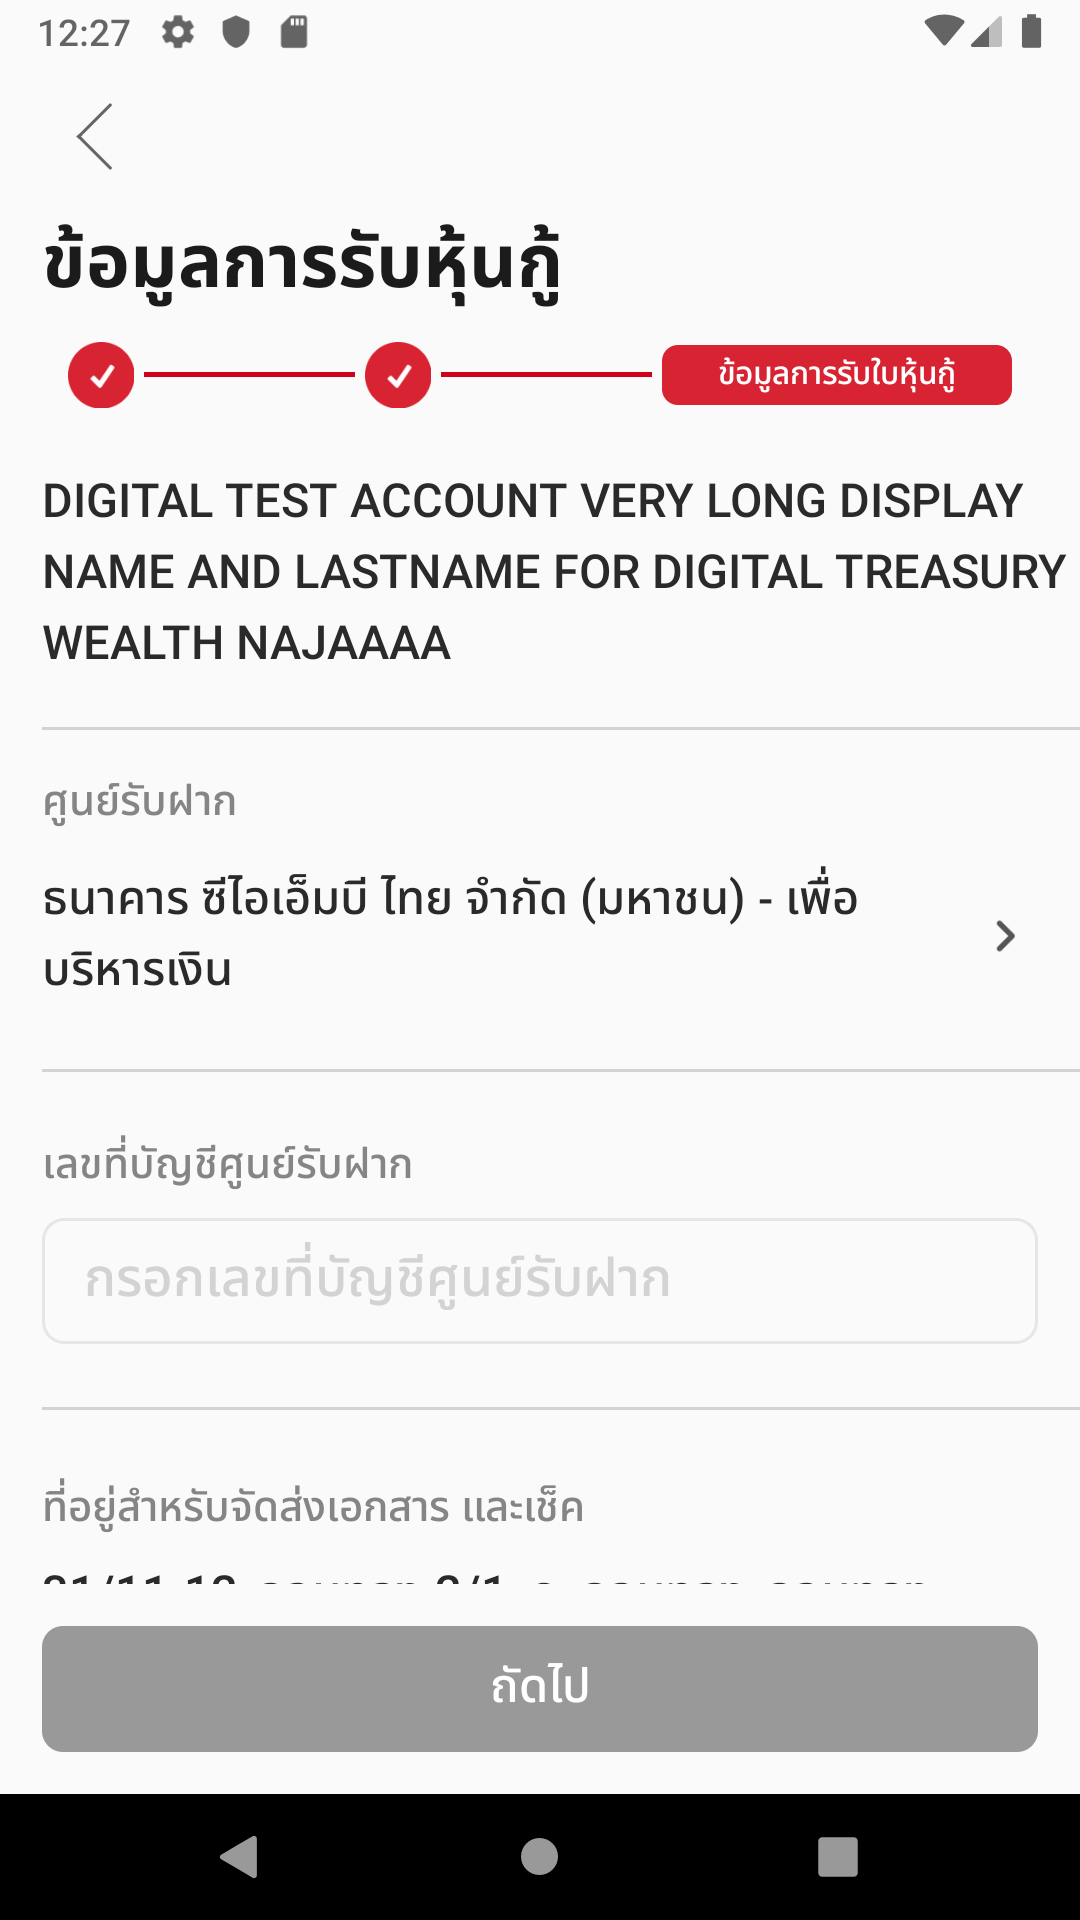 12:27
ข้อมูลการรับหุ้นกู้
ข้อมูลการรับใบหุ้นกู้
DIGITAL TEST ACCOUNT VERY LONG DISPLAY
NAME AND LASTNAME FOR DIGITAL TREASURY
WEALTH NAJAAAA
ศูนย์รับฝาก
ธนาคาร ซีไอเอ็มบี ไทย จำกัด (มหาชน) - เพื่อ
บริหารเงิน
เลขที่บัญชีศูนย์รับฝาก
กรอกเลขที่บัญชีศูนย์รับฝาก
ที่อยู่สำหรับจัดส่งเอกสาร และเช็ค
ถัดไป